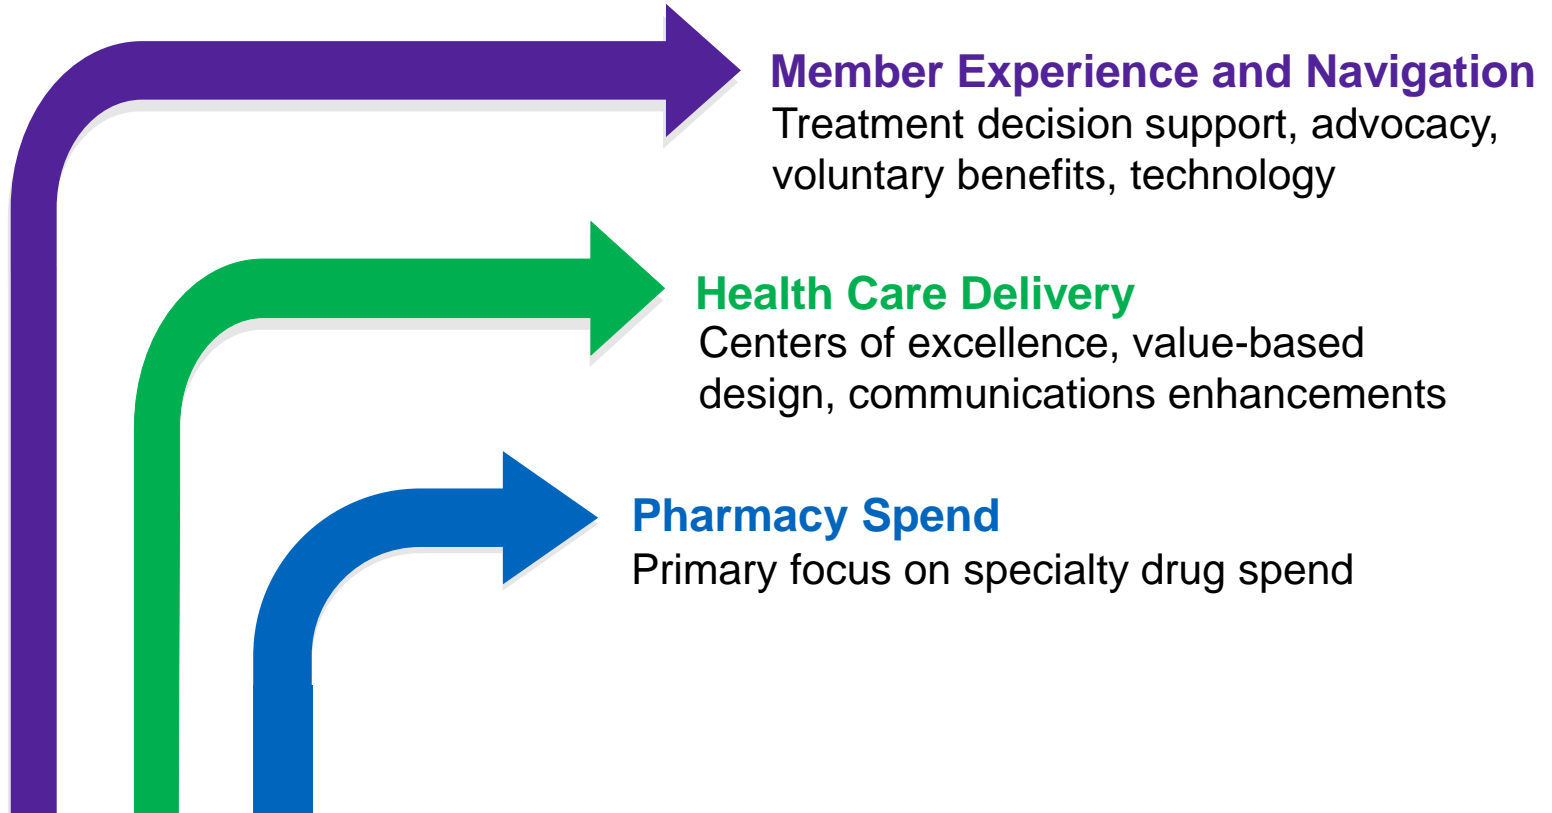 Member Experience and Navigation
Treatment decision support, advocacy,
voluntary benefits, technology
Health Care Delivery
Centers of excellence, value-based
design, communications enhancements
Pharmacy Spend
Primary focus on specialty drug spend